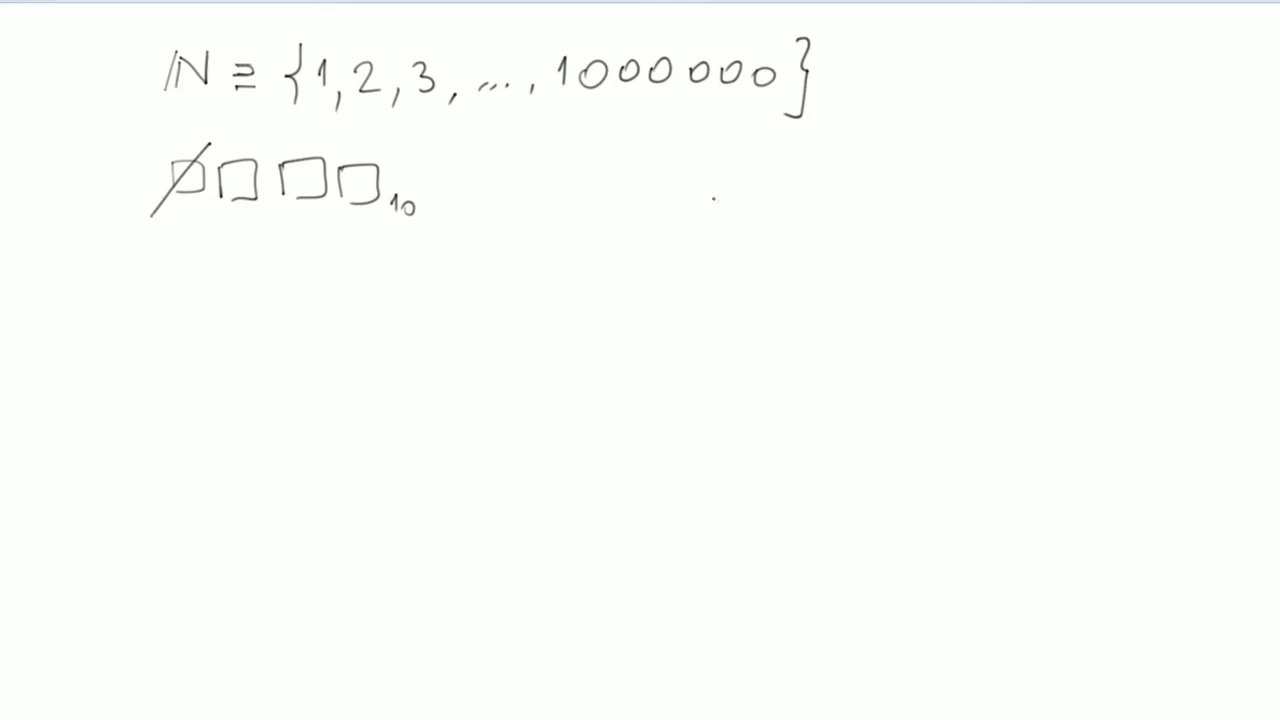 ℕ ⊇ {1, 2, 3, ..., 1000000}
□̸ □ □ □₁₀